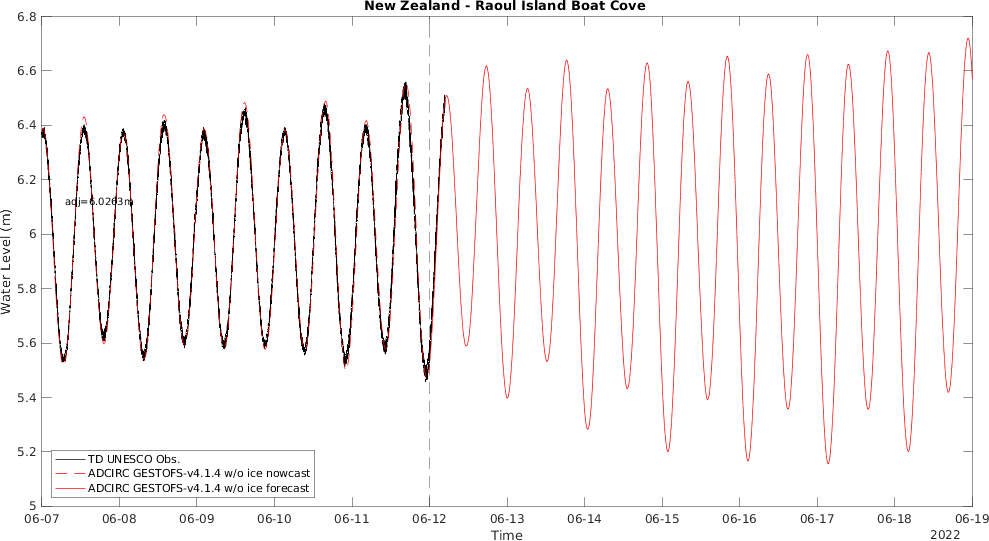 New Zealand - Raoul Island Boat Cove
6.8
6.6
6.4
6.2
6
5.8
5.6
5.4
5.2
5
Water Level (m)
adj=6.0263m
TD UNESCO Obs.
ADCIRC GESTOFS-v4.1.4 w/o ice nowcast
ADCIRC GESTOFS-v4.1.4 w/o ice forecast
06-07 06-08 06-09 06-10 06-11 06-12 06-13 06-14 06-15 06-16 06-17 06-18 06-19
Time
2022